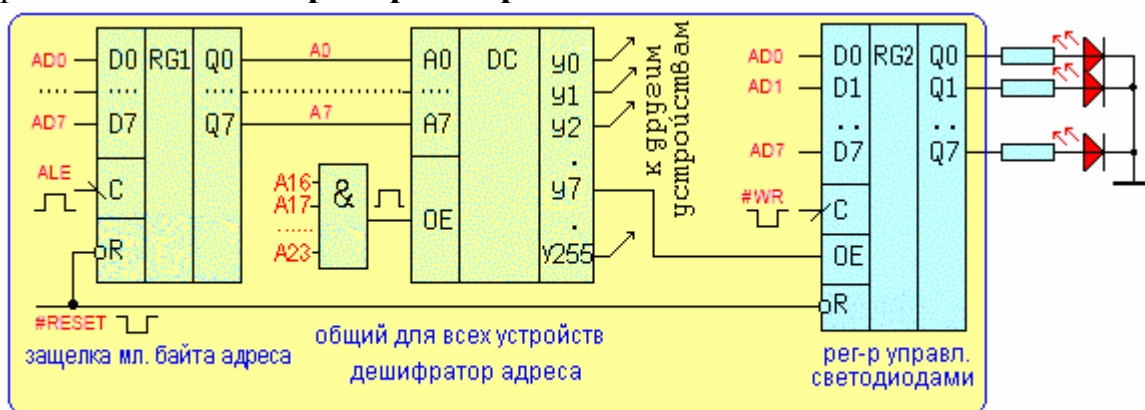 AD0
....
AD7
ALE
#RESET
D0 RG1 Q0
.... ....
D7 Q7
C
R
A0
A7
A16
A17
......
A23
&
A0 DC y0
.... y1
y2
A7 .
y7
OE .
y255
к другим
устройствам
AD0
AD1
AD7
#WR
D0 RG2 Q0
D1 Q1
.. ..
D7 Q7
C
OE
R
защелка мл. байта адреса
общий для всех устройств
дешифратор адреса
рег-р управл.
светодиодами